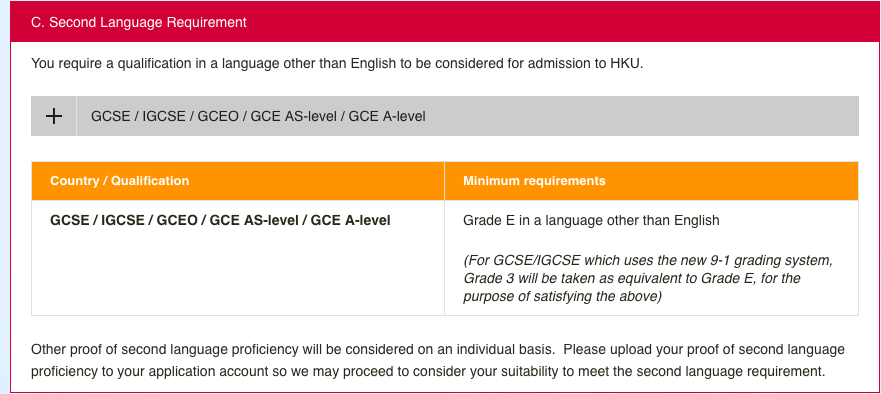 C. Second Language Requirement
You require a qualification in a language other than English to be considered for admission to HKU.
GCSE / IGCSE / GCEO / GCE AS-level / GCE A-level
Country / Qualification
Minimum requirements
GCSE / IGCSE / GCEO / GCE AS-level / GCE A-level
Grade E in a language other than English
(For GCSE/IGCSE which uses the new 9-1 grading system,
Grade 3 will be taken as equivalent to Grade E, for the
purpose of satisfying the above)
Other proof of second language proficiency will be considered on an individual basis.  Please upload your proof of second language
proficiency to your application account so we may proceed to consider your suitability to meet the second language requirement.